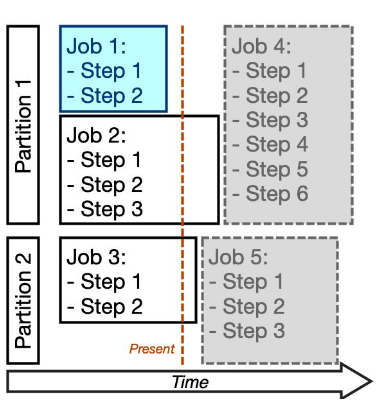 Partition 1
Job 1:
- Step 1
- Step 2
Job 2:
- Step 1
- Step 2
- Step 3
Job 4:
- Step 1
- Step 2
- Step 3
- Step 4
- Step 5
- Step 6
Partition 2
Job 3:
- Step 1
- Step 2
Job 5:
- Step 1
- Step 2
- Step 3
Present
Time